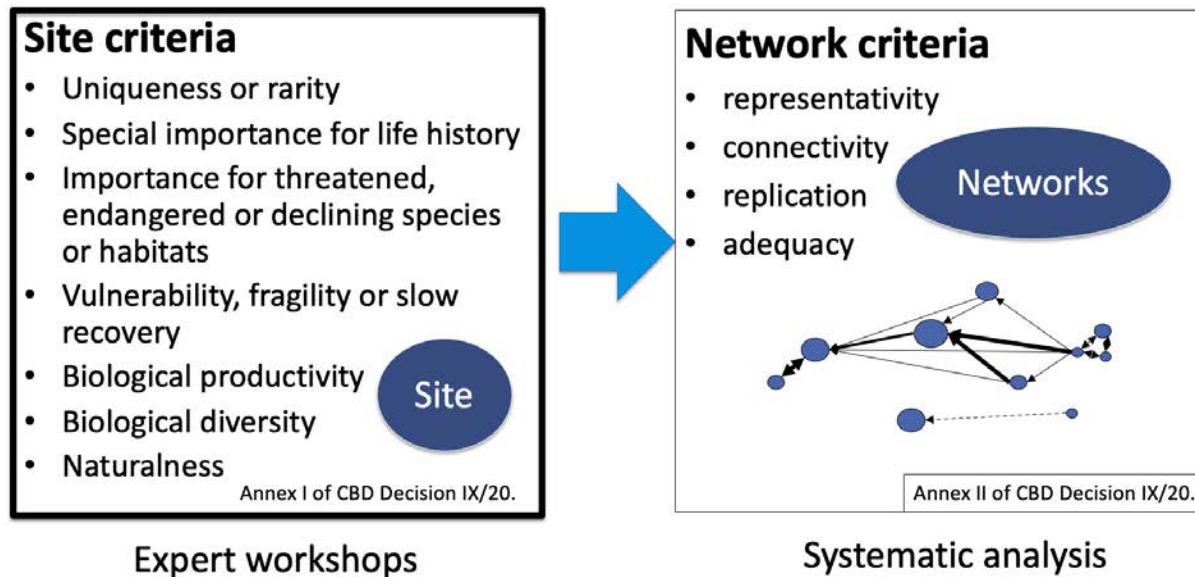 Site criteria
• Uniqueness or rarity
• Special importance for life history
• Importance for threatened,
endangered or declining species
or habitats
• Vulnerability, fragility or slow
recovery
• Biological productivity
• Biological diversity
• Naturalness
Site
Annex I of CBD Decision IX/20.
Expert workshops
Network criteria
• representativity
• connectivity
• replication
• adequacy
Networks
Annex II of CBD Decision IX/20.
Systematic analysis